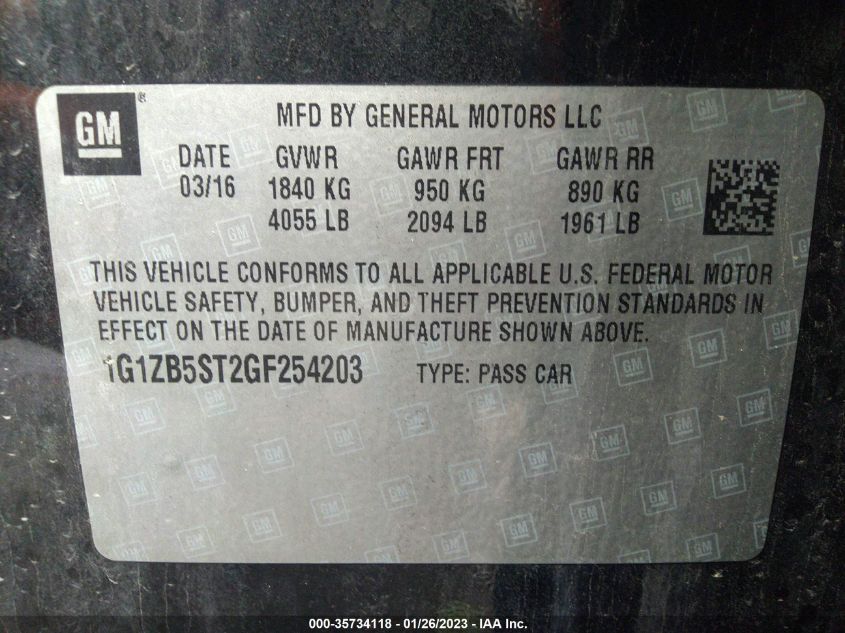 GM ® MFD BY GENERAL MOTORS LLC
DATE GVWR GAWR FRT GAWR RR
03/16 1840 KG 950 KG 890 KG
4055 LB 2094 LB 1961 LB
THIS VEHICLE CONFORMS TO ALL APPLICABLE U.S. FEDERAL MOTOR
VEHICLE SAFETY, BUMPER, AND THEFT PREVENTION STANDARDS IN
EFFECT ON THE DATE OF MANUFACTURE SHOWN ABOVE.
1G1ZB5ST2GF254203 TYPE: PASS CAR
000-35734118 - 01/26/2023 - IAA Inc.